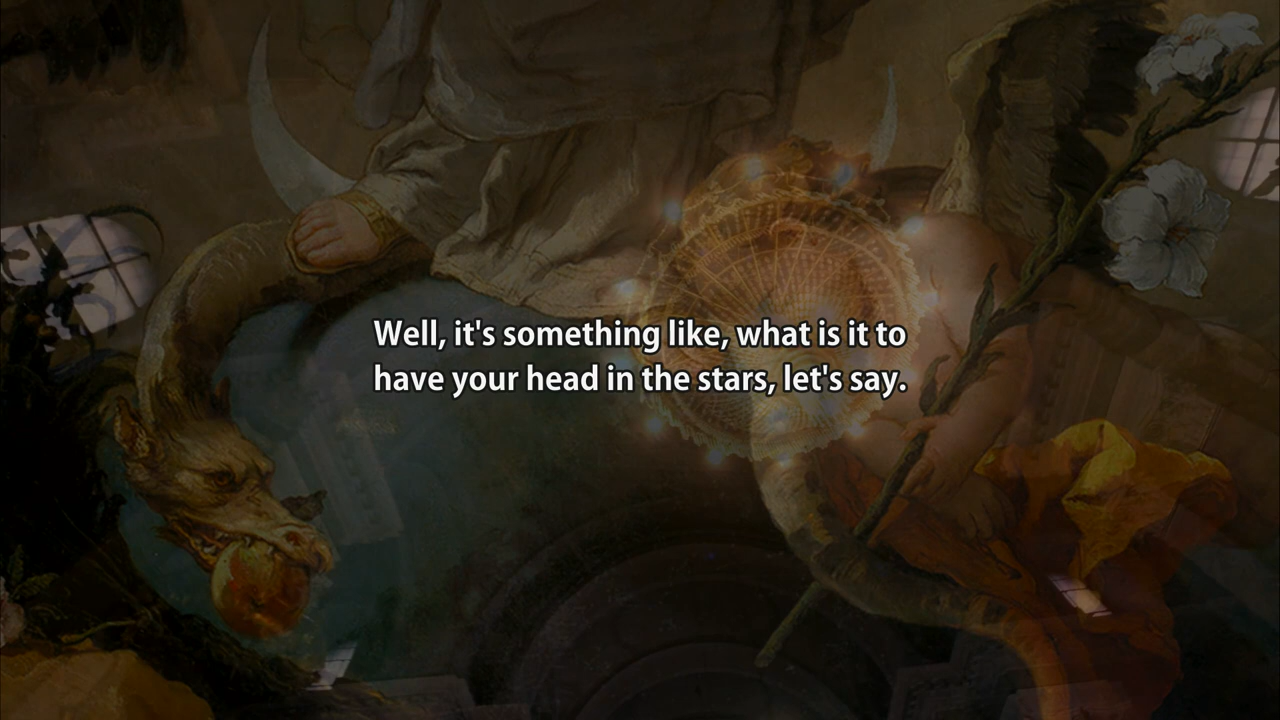 Well, it's something like, what is it to
have your head in the stars, let's say.